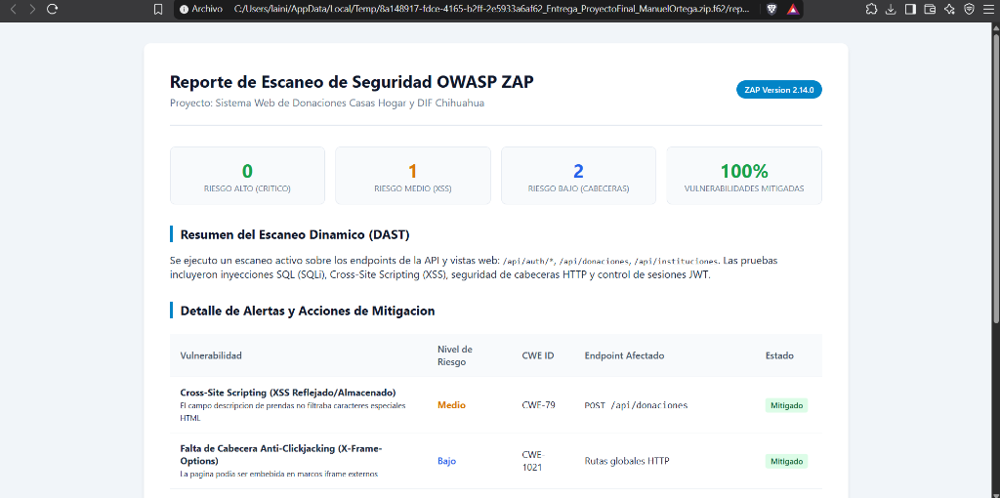 Archivo C:/Users/laini/AppData/Local/Temp/8a148917-fdce-4165-b2ff-2e5933a6af62_Entrega_ProyectoFinal_ManuelOrtega.zip.f62/rep...
Reporte de Escaneo de Seguridad OWASP ZAP
Proyecto: Sistema Web de Donaciones Casas Hogar y DIF Chihuahua
ZAP Version 2.14.0
0
RIESGO ALTO (CRITICO)
1
RIESGO MEDIO (XSS)
2
RIESGO BAJO (CABECERAS)
100%
VULNERABILIDADES MITIGADAS
Resumen del Escaneo Dinamico (DAST)
Se ejecuto un escaneo activo sobre los endpoints de la API y vistas web: /api/auth/*, /api/donaciones, /api/instituciones. Las pruebas
incluyeron inyecciones SQL (SQLi), Cross-Site Scripting (XSS), seguridad de cabeceras HTTP y control de sesiones JWT.
Detalle de Alertas y Acciones de Mitigacion
Vulnerabilidad
Nivel de
Riesgo
CWE ID
Endpoint Afectado
Estado
Cross-Site Scripting (XSS Reflejado/Almacenado)
El campo descripcion de prendas no filtraba caracteres especiales
HTML
Medio
CWE-79
POST /api/donaciones
Mitigado
Falta de Cabecera Anti-Clickjacking (X-Frame-
Options)
La pagina podia ser embebida en marcos iframe externos
Bajo
CWE-
1021
Rutas globales HTTP
Mitigado